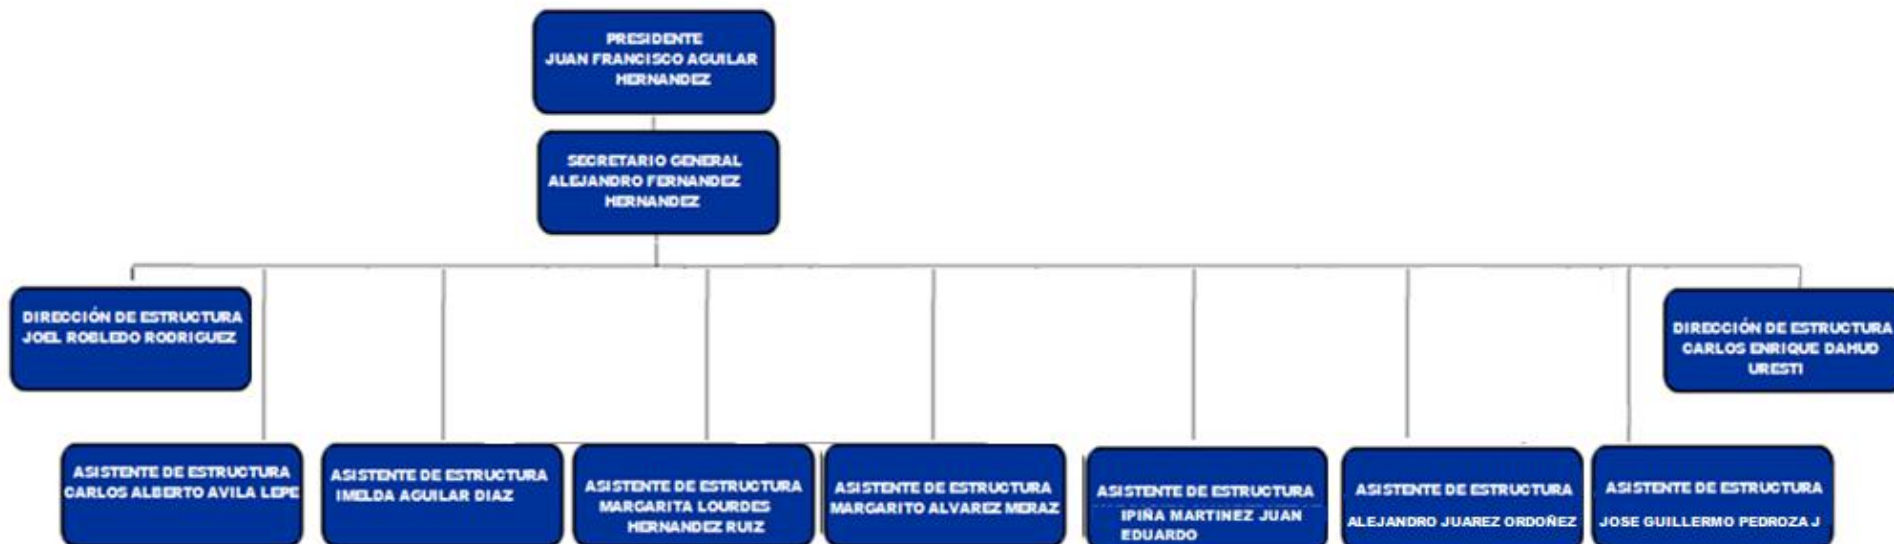 PRESIDENTE
JUAN FRANCISCO AGUILAR
HERNANDEZ
SECRETARIO GENERAL
ALEJANDRO FERNANDEZ
HERNANDEZ
DIRECCIÓN DE ESTRUCTURA
JOEL ROBLEDO RODRIGUEZ
DIRECCIÓN DE ESTRUCTURA
CARLOS ENRIQUE DAHUD
URESTI
ASISTENTE DE ESTRUCTURA
CARLOS ALBERTO AVILA LEPE
ASISTENTE DE ESTRUCTURA
IMELDA AGUILAR DIAZ
ASISTENTE DE ESTRUCTURA
MARGARITA LOURDES
HERNANDEZ RUIZ
ASISTENTE DE ESTRUCTURA
MARGARITO ALVAREZ MERAZ
ASISTENTE DE ESTRUCTURA
IPIÑA MARTINEZ JUAN
EDUARDO
ASISTENTE DE ESTRUCTURA
ALEJANDRO JUAREZ ORDOÑEZ
ASISTENTE DE ESTRUCTURA
JOSE GUILLERMO PEDROZA J